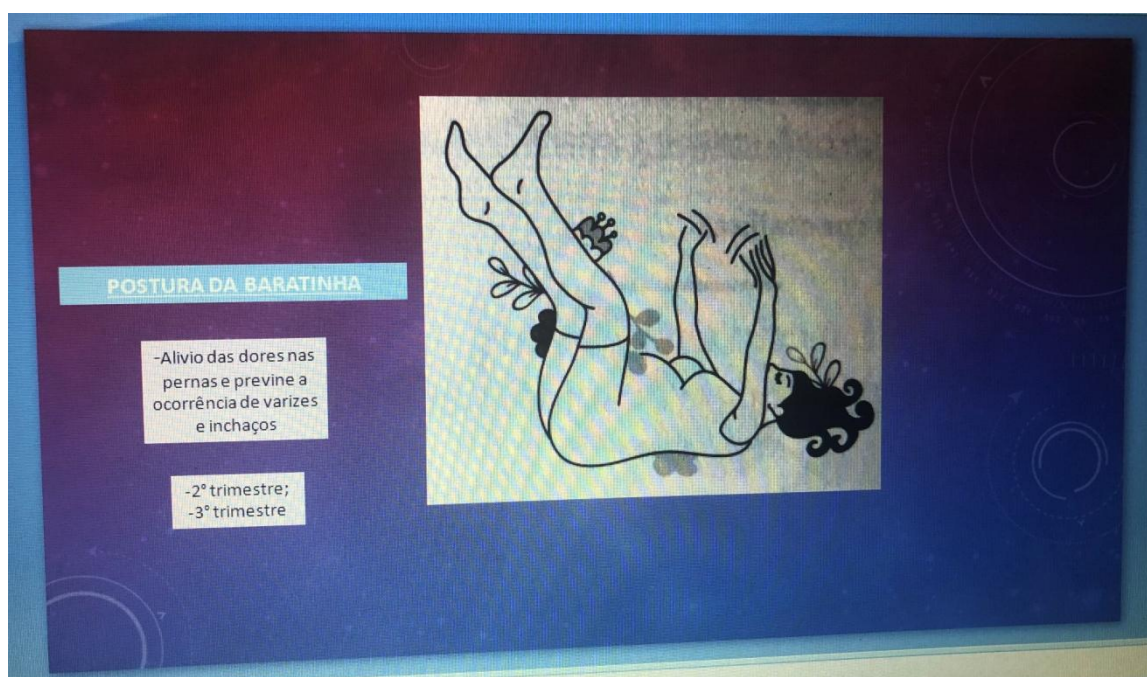 POSTURA DA BARATINHA
-Alivio das dores nas
pernas e previne a
ocorrência de varizes
e inchaços
-2° trimestre;
-3° trimestre